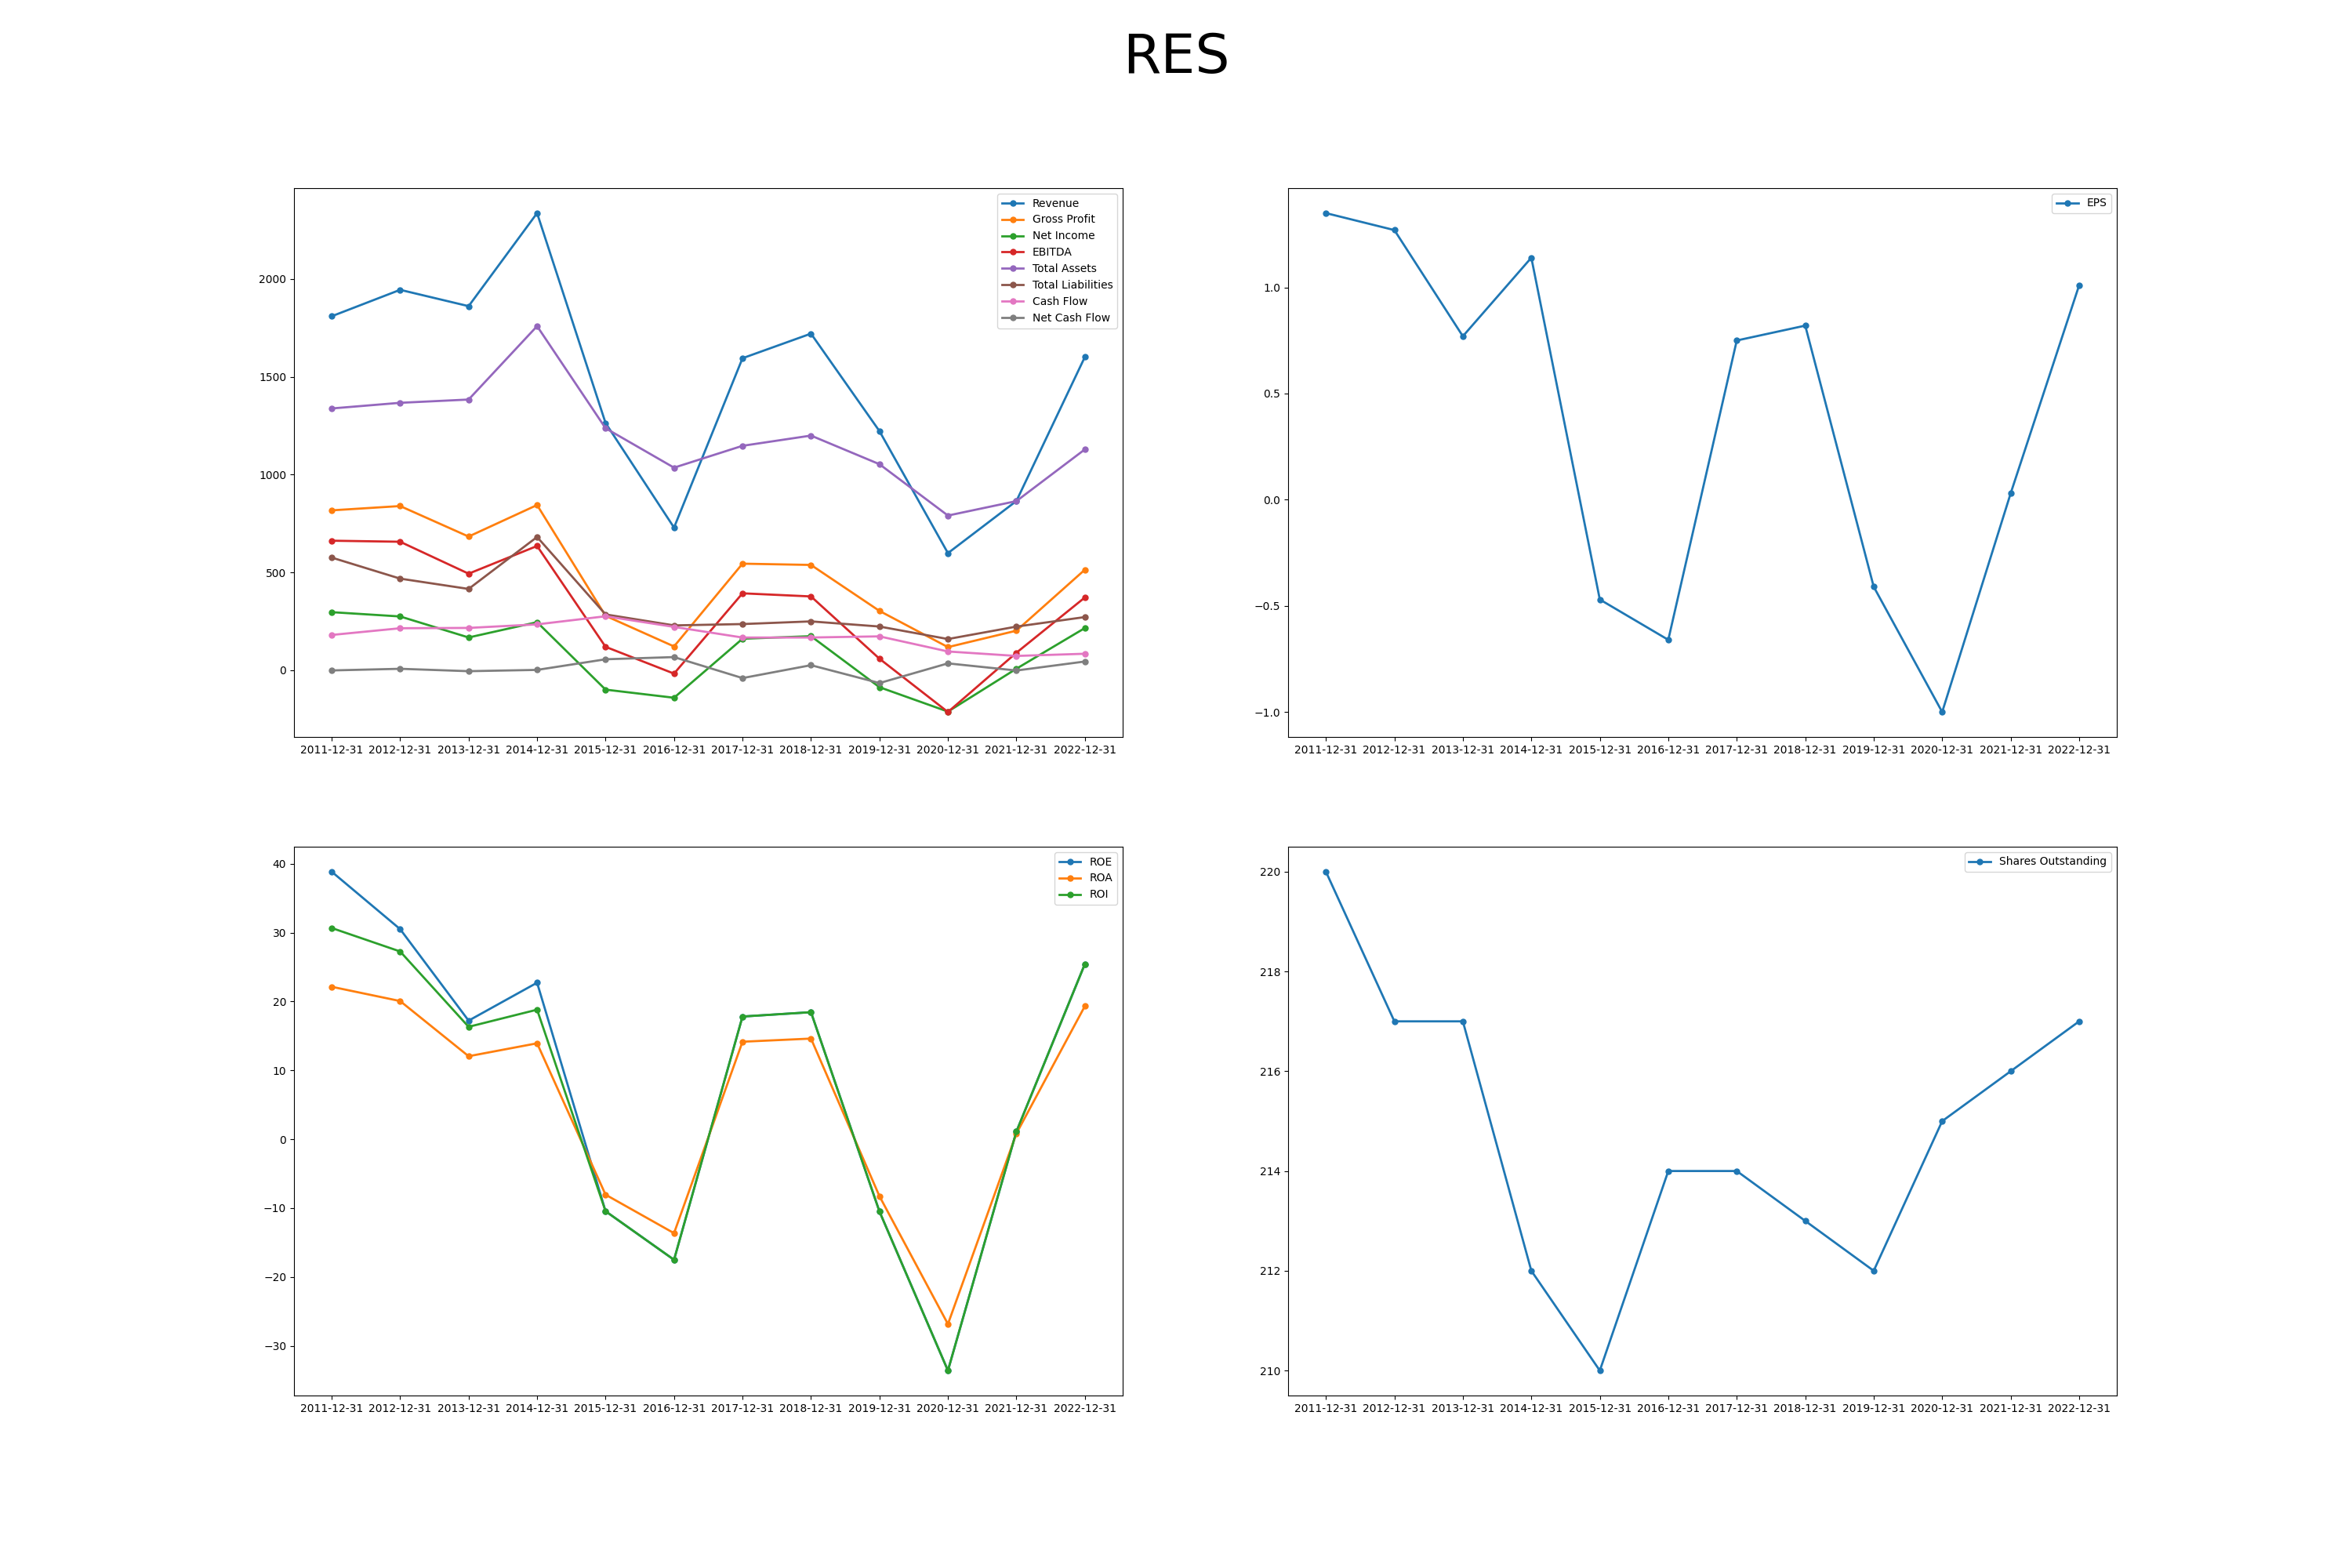 RES
2000
1500
1000
500
0
Revenue
Gross Profit
Net Income
EBITDA
Total Assets
Total Liabilities
Cash Flow
Net Cash Flow
2011-12-31 2012-12-31 2013-12-31 2014-12-31 2015-12-31 2016-12-31 2017-12-31 2018-12-31 2019-12-31 2020-12-31 2021-12-31 2022-12-31
1.0
0.5
0.0
−0.5
−1.0
EPS
2011-12-31 2012-12-31 2013-12-31 2014-12-31 2015-12-31 2016-12-31 2017-12-31 2018-12-31 2019-12-31 2020-12-31 2021-12-31 2022-12-31
40
30
20
10
0
−10
−20
−30
ROE
ROA
ROI
2011-12-31 2012-12-31 2013-12-31 2014-12-31 2015-12-31 2016-12-31 2017-12-31 2018-12-31 2019-12-31 2020-12-31 2021-12-31 2022-12-31
220
218
216
214
212
210
Shares Outstanding
2011-12-31 2012-12-31 2013-12-31 2014-12-31 2015-12-31 2016-12-31 2017-12-31 2018-12-31 2019-12-31 2020-12-31 2021-12-31 2022-12-31